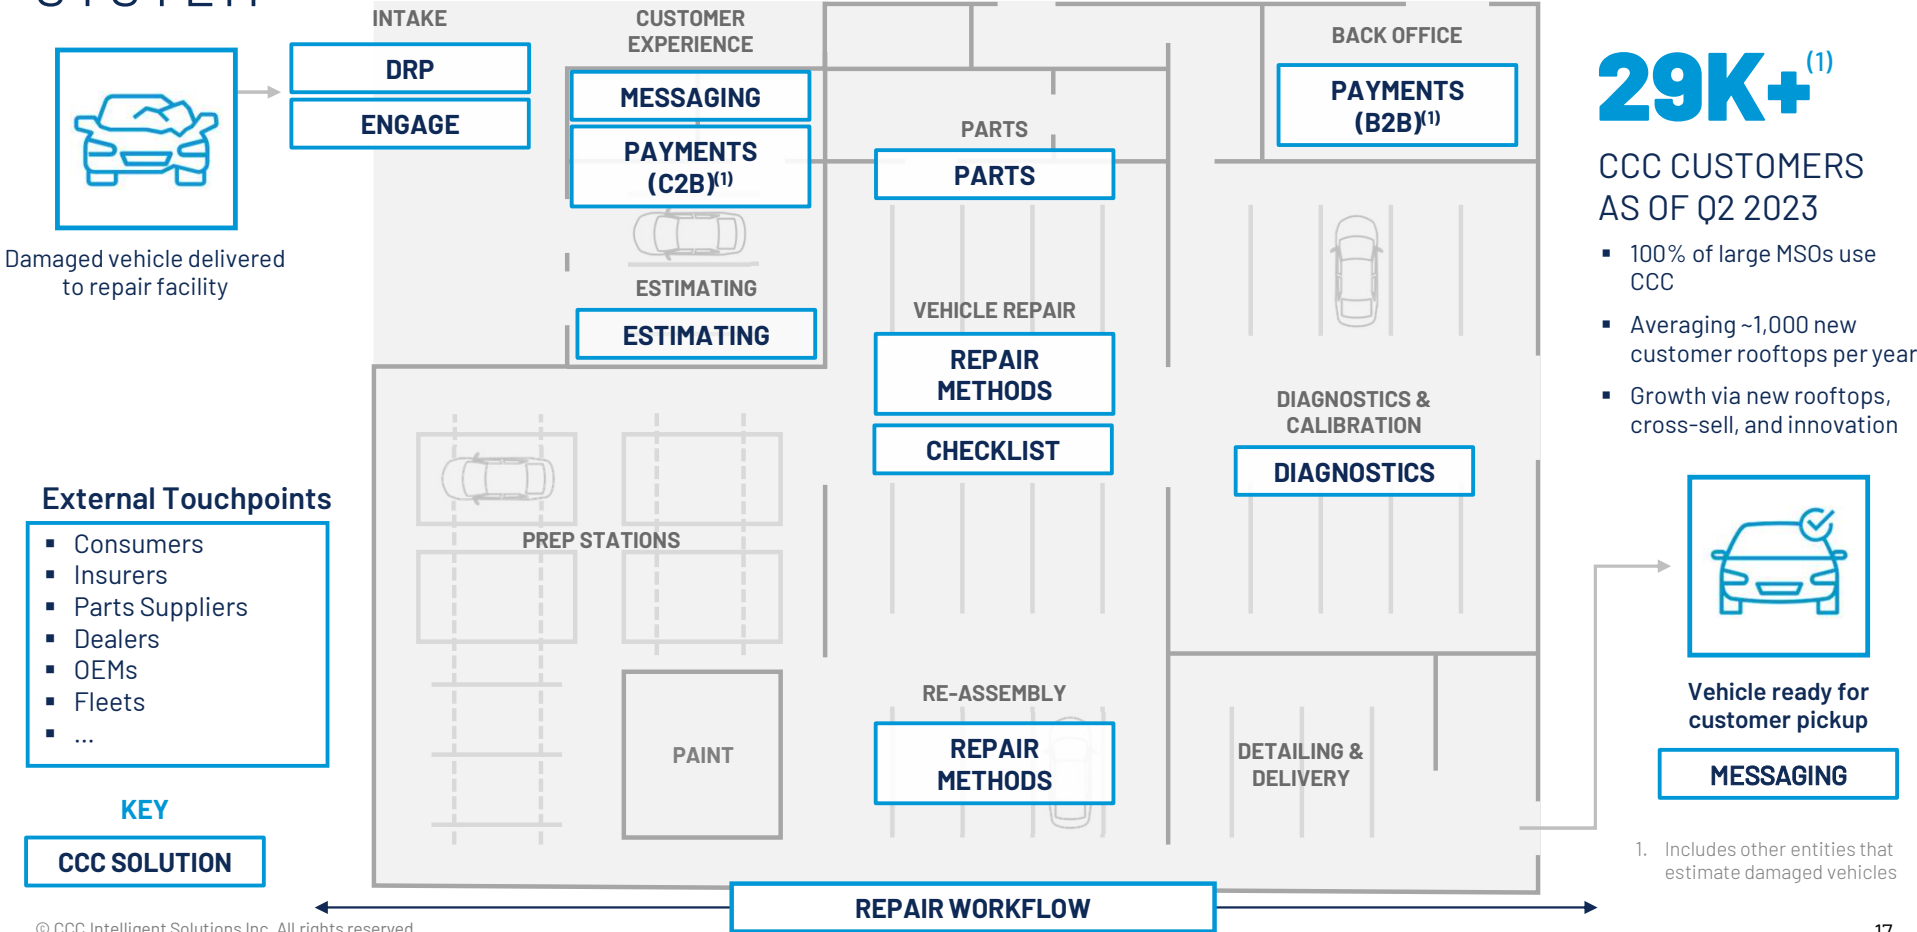 SYSTEM
INTAKE
DRP
ENGAGE
CUSTOMER
EXPERIENCE
MESSAGING
PAYMENTS
(C2B)(1)
ESTIMATING
ESTIMATING
PARTS
PARTS
VEHICLE REPAIR
REPAIR
METHODS
CHECKLIST
BACK OFFICE
PAYMENTS
(B2B)(1)
DIAGNOSTICS &
CALIBRATION
DIAGNOSTICS
PREP STATIONS
PAINT
RE-ASSEMBLY
REPAIR
METHODS
DETAILING &
DELIVERY
REPAIR WORKFLOW
Damaged vehicle delivered
to repair facility
External Touchpoints
▪ Consumers
▪ Insurers
▪ Parts Suppliers
▪ Dealers
▪ OEMs
▪ Fleets
▪ ...
KEY
CCC SOLUTION
29K+(1)
CCC CUSTOMERS
AS OF Q2 2023
▪ 100% of large MSOs use
CCC
▪ Averaging ~1,000 new
customer rooftops per year
▪ Growth via new rooftops,
cross-sell, and innovation
Vehicle ready for
customer pickup
MESSAGING
1. Includes other entities that
estimate damaged vehicles
© CCC Intelligent Solutions Inc. All rights reserved
17